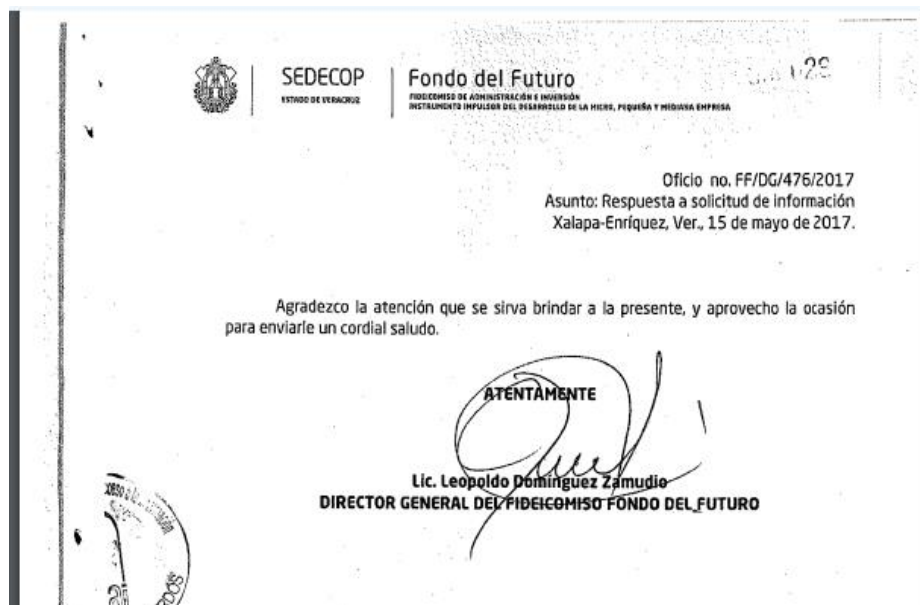 SEDECOP
ESTADO DE VERACRUZ
Fondo del Futuro
FIDEICOMISO DE ADMINISTRACIÓN E INVERSIÓN
INSTRUMENTO IMPULSOR DEL DESARROLLO DE LA MICRO, PEQUEÑA Y MEDIANA EMPRESA
Oficio no. FF/DG/476/2017
Asunto: Respuesta a solicitud de información
Xalapa-Enríquez, Ver., 15 de mayo de 2017.
Agradezco la atención que se sirva brindar a la presente, y aprovecho la ocasión
para enviarle un cordial saludo.
ATENTAMENTE
Lic. Leopoldo Domínguez Zamudio
DIRECTOR GENERAL DEL FIDEICOMISO FONDO DEL FUTURO